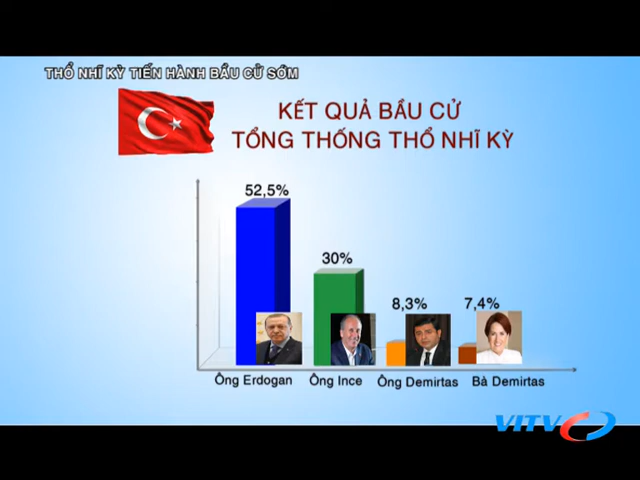 THỔ NHĨ KỲ TIẾN HÀNH BẦU CỬ SỚM
KẾT QUẢ BẦU CỬ
TỔNG THỐNG THỔ NHĨ KỲ
52,5%
30%
8,3%
7,4%
Ông Erdogan
Ông Ince
Ông Demirtas
Bà Demirtas
VITV